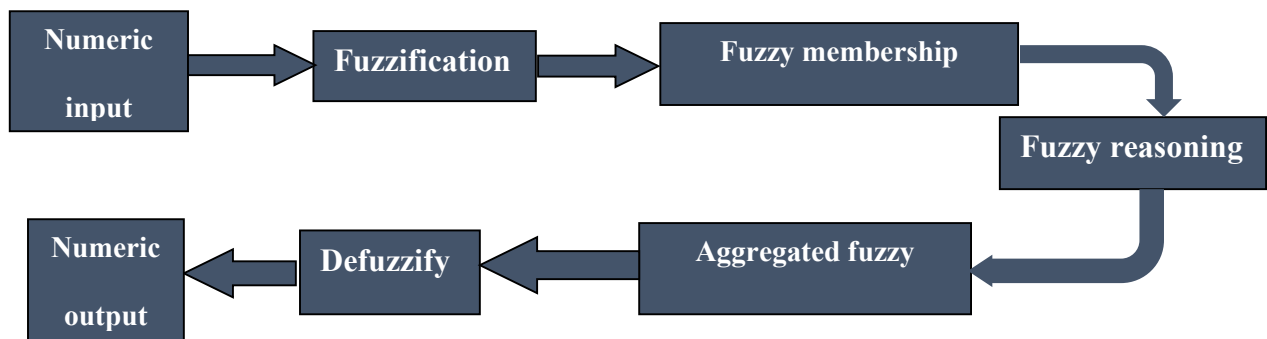 Numeric
input
Fuzzification
Fuzzy membership
Fuzzy reasoning
Aggregated fuzzy
Defuzzify
Numeric
output